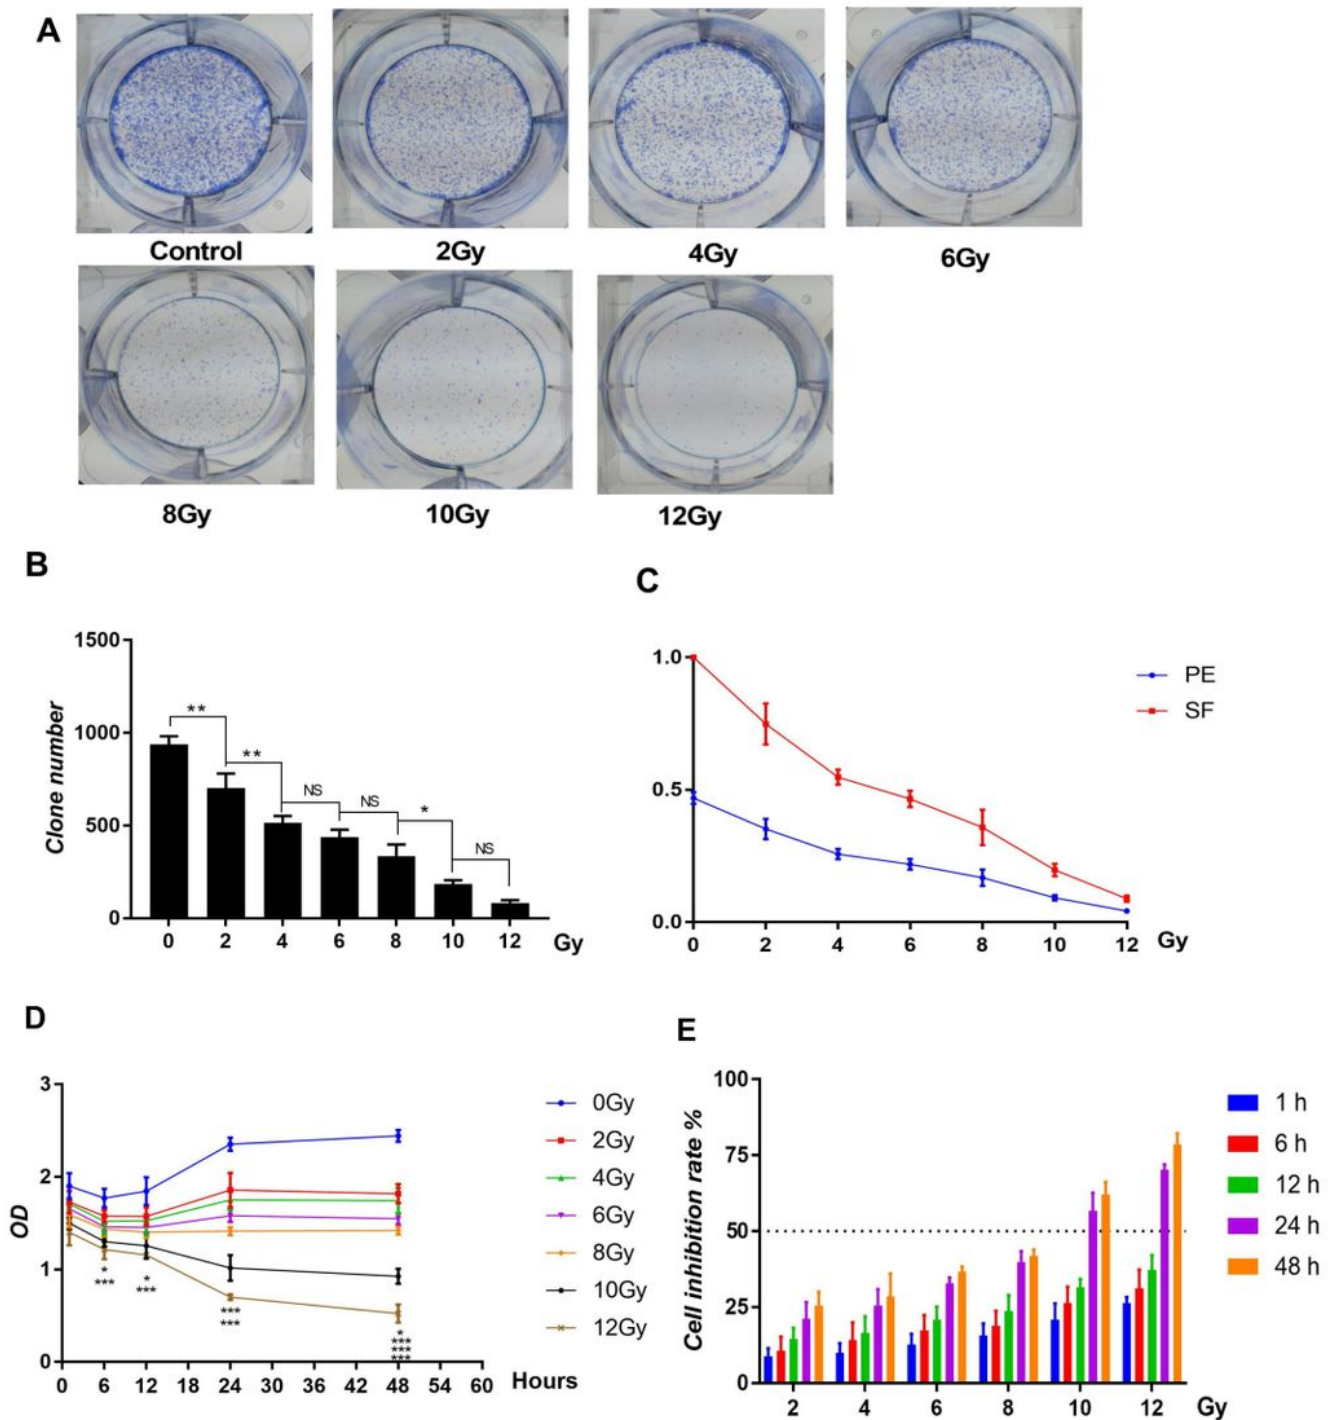 A
Control 2Gy 4Gy 6Gy
8Gy 10Gy 12Gy
B
Clone number
1500
1000
500
0
** ** NS NS * NS
0 2 4 6 8 10 12 Gy
C
1.0
0.5
0.0
PE
SF
0 2 4 6 8 10 12 Gy
D
OD
3
2
1
0
* 
***
*
***
***
***
*
***
***
***
0 6 12 18 24 30 36 42 48 54 60 Hours
0Gy
2Gy
4Gy
6Gy
8Gy
10Gy
12Gy
E
Cell inhibition rate %
100
75
50
25
0
2 4 6 8 10 12 Gy
1 h
6 h
12 h
24 h
48 h